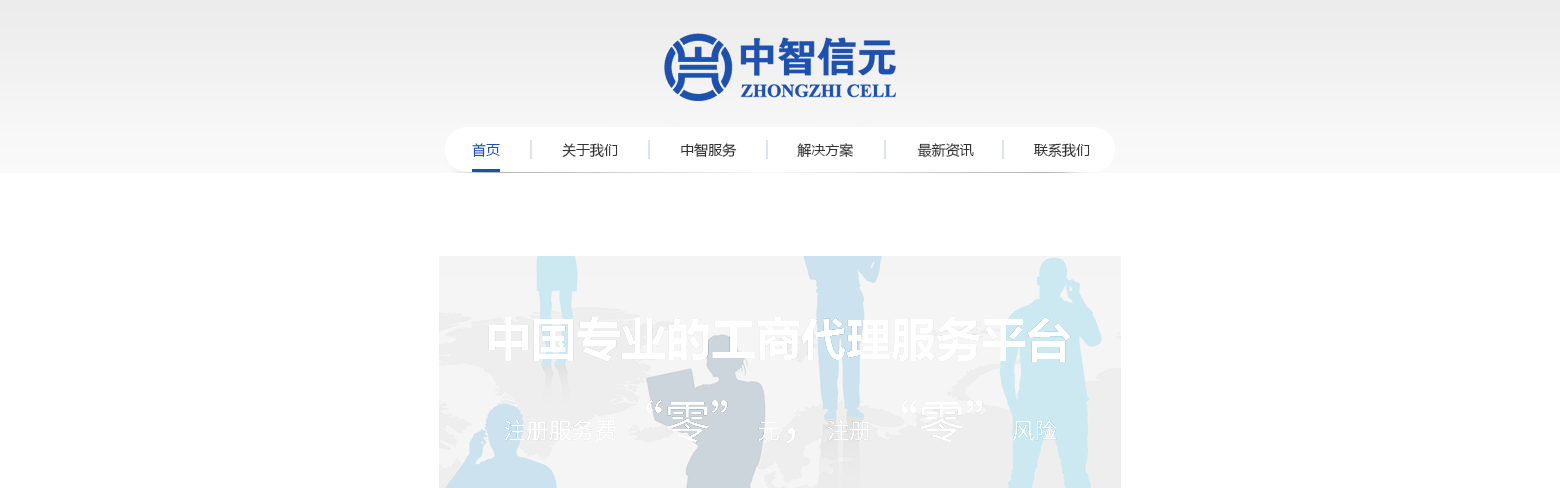 中智信元
ZHONGZHI CELL
首页 关于我们 中智服务 解决方案 最新资讯 联系我们
中国专业的工商代理服务平台
注册服务费“零”元，注册“零”风险